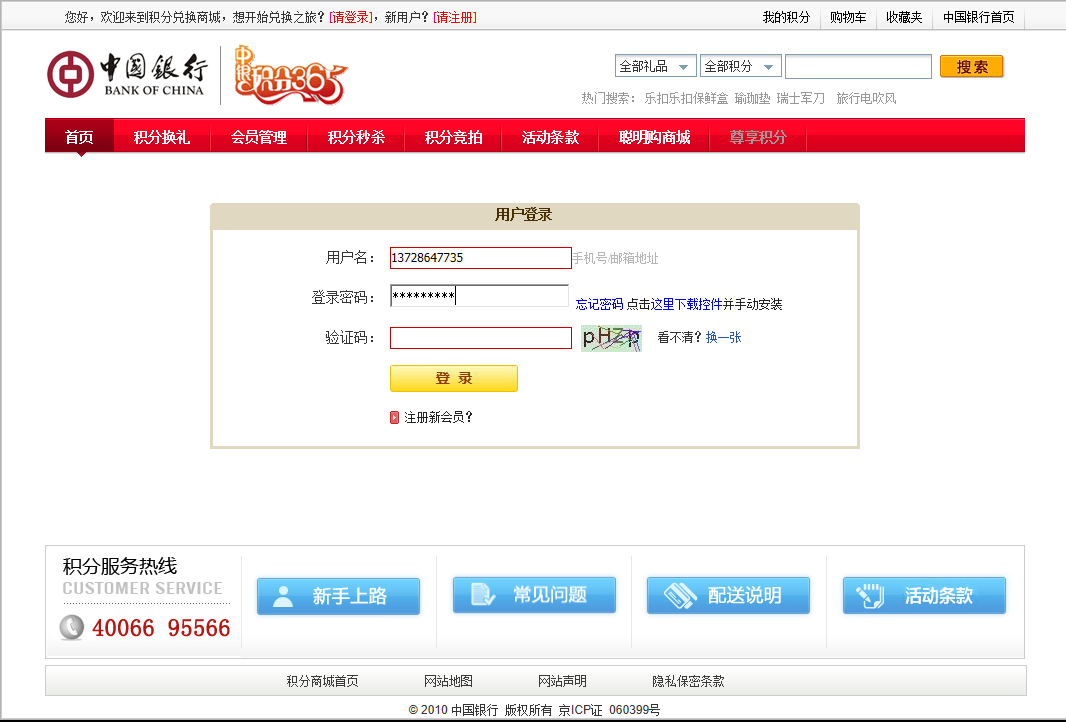 您好，欢迎来到积分兑换商城，想开始兑换之旅？[请登录]，新用户？[请注册] 我的积分 购物车 收藏夹 中国银行首页
中国银行 BANK OF CHINA 中银积分365
全部礼品 全部积分 搜索
热门搜索： 乐扣乐扣保鲜盒 瑜珈垫 瑞士军刀 旅行电吹风
首页 积分换礼 会员管理 积分秒杀 积分竞拍 活动条款 聪明购商城 尊享积分
用户登录
用户名： 13728647735 手机号/邮箱地址
登录密码： ********* 忘记密码 点击这里下载控件并手动安装
验证码： pHZp 看不清？换一张
登 录
注册新会员？
积分服务热线
CUSTOMER SERVICE
40066 95566
新手上路 常见问题 配送说明 活动条款
积分商城首页 网站地图 网站声明 隐私保密条款
© 2010 中国银行 版权所有 京ICP证 060399号